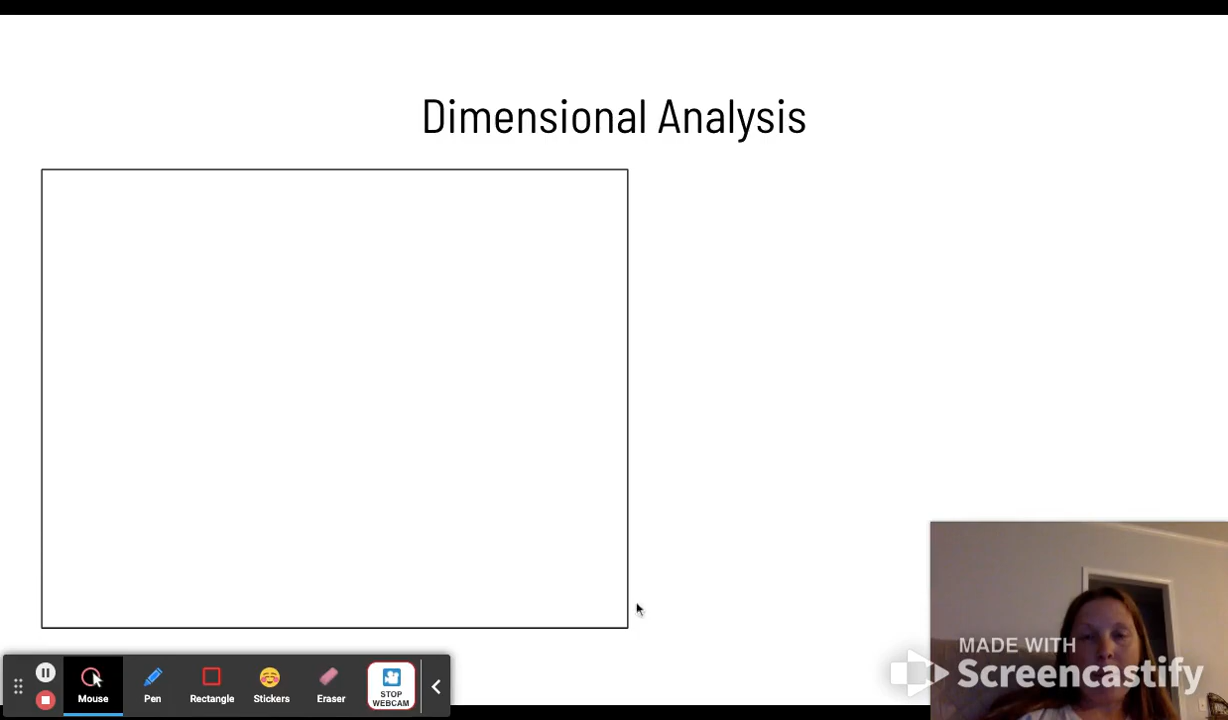 Dimensional Analysis
MADE WITH
Screencastify
Mouse
Pen
Rectangle
Stickers
Eraser
STOP
WEBCAM